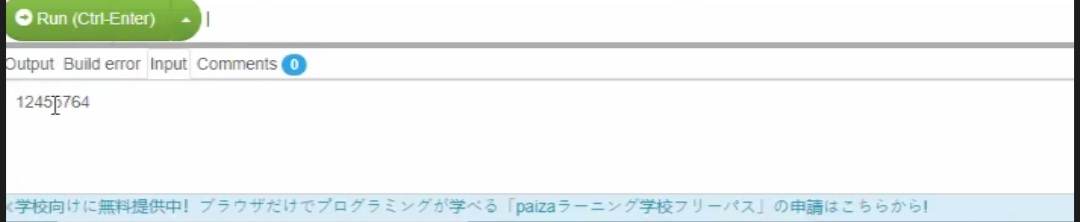 Run (Ctrl-Enter)
Output Build error Input Comments 0
学校向けに無料提供中! ブラウザだけでプログラミングが学べる「paizaラーニング学校フリーパス」の申請はこちらから!